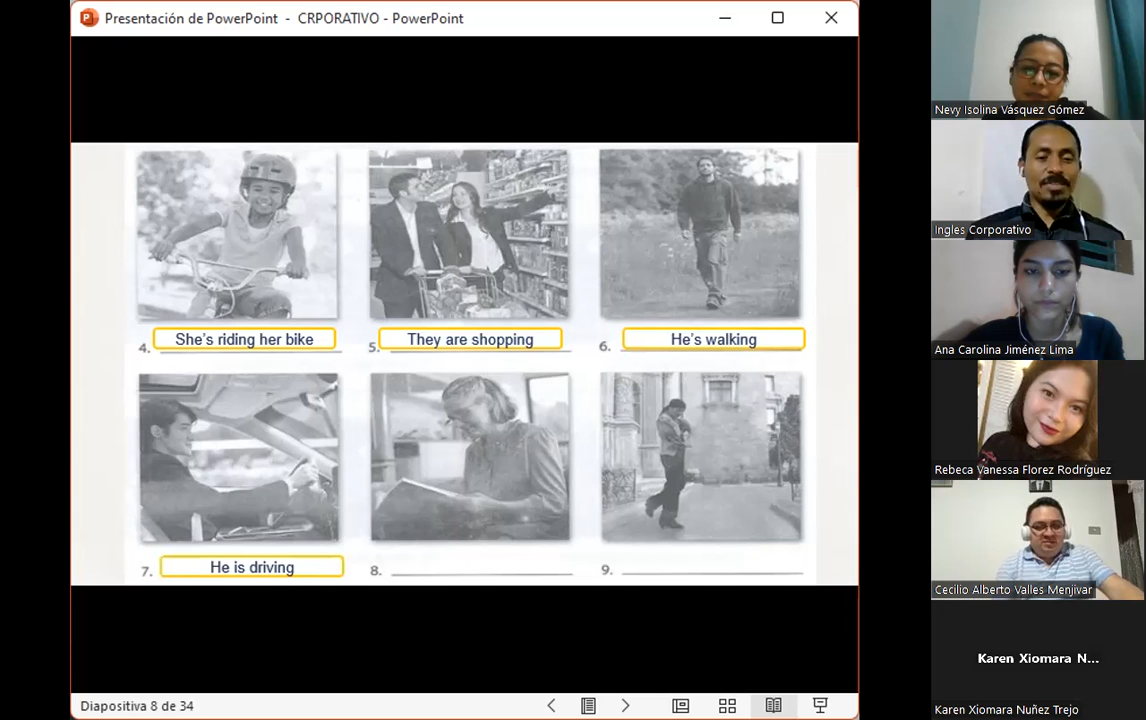 Presentación de PowerPoint - CRPORATIVO - PowerPoint
4. She's riding her bike
5. They are shopping
6. He's walking
7. He is driving
8.
9.
Diapositiva 8 de 34
Nevy Isolina Vásquez Gómez
Ingles Corporativo
Ana Carolina Jiménez Lima
Rebeca Vanessa Florez Rodríguez
Cecilio Alberto Valles Menjivar
Karen Xiomara N...
Karen Xiomara Nuñez Trejo